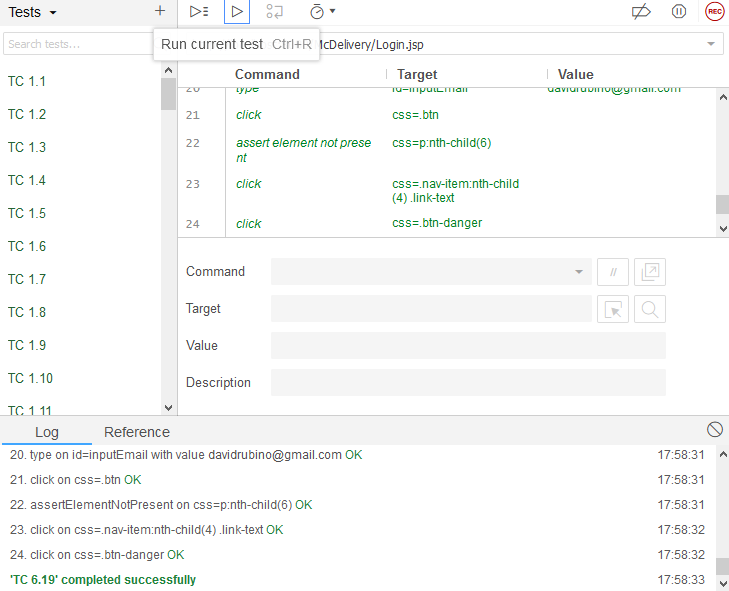 Tests
REC
Search tests...
Run current test Ctrl+R
McDelivery/Login.jsp
Command Target Value
TC 1.1
TC 1.2
TC 1.3
TC 1.4
TC 1.5
TC 1.6
TC 1.7
TC 1.8
TC 1.9
TC 1.10
TC 1.11
20 type id=inputEmail davidrubino@gmail.com
21 click css=.btn
22 assert element not prese
nt css=p:nth-child(6)
23 click css=.nav-item:nth-child
(4) .link-text
24 click css=.btn-danger
Command //
Target
Value
Description
Log Reference
20. type on id=inputEmail with value davidrubino@gmail.com OK 17:58:31
21. click on css=.btn OK 17:58:31
22. assertElementNotPresent on css=p:nth-child(6) OK 17:58:31
23. click on css=.nav-item:nth-child(4) .link-text OK 17:58:32
24. click on css=.btn-danger OK 17:58:32
'TC 6.19' completed successfully 17:58:33